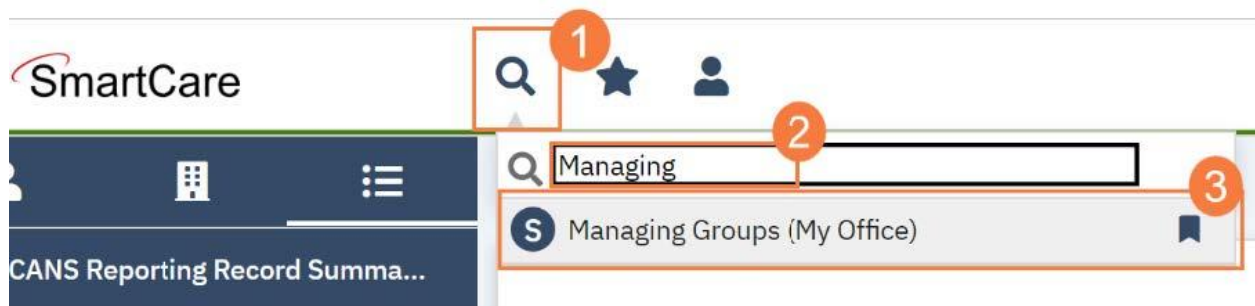 SmartCare
1
2
Managing
3
S Managing Groups (My Office)
CANS Reporting Record Summa...